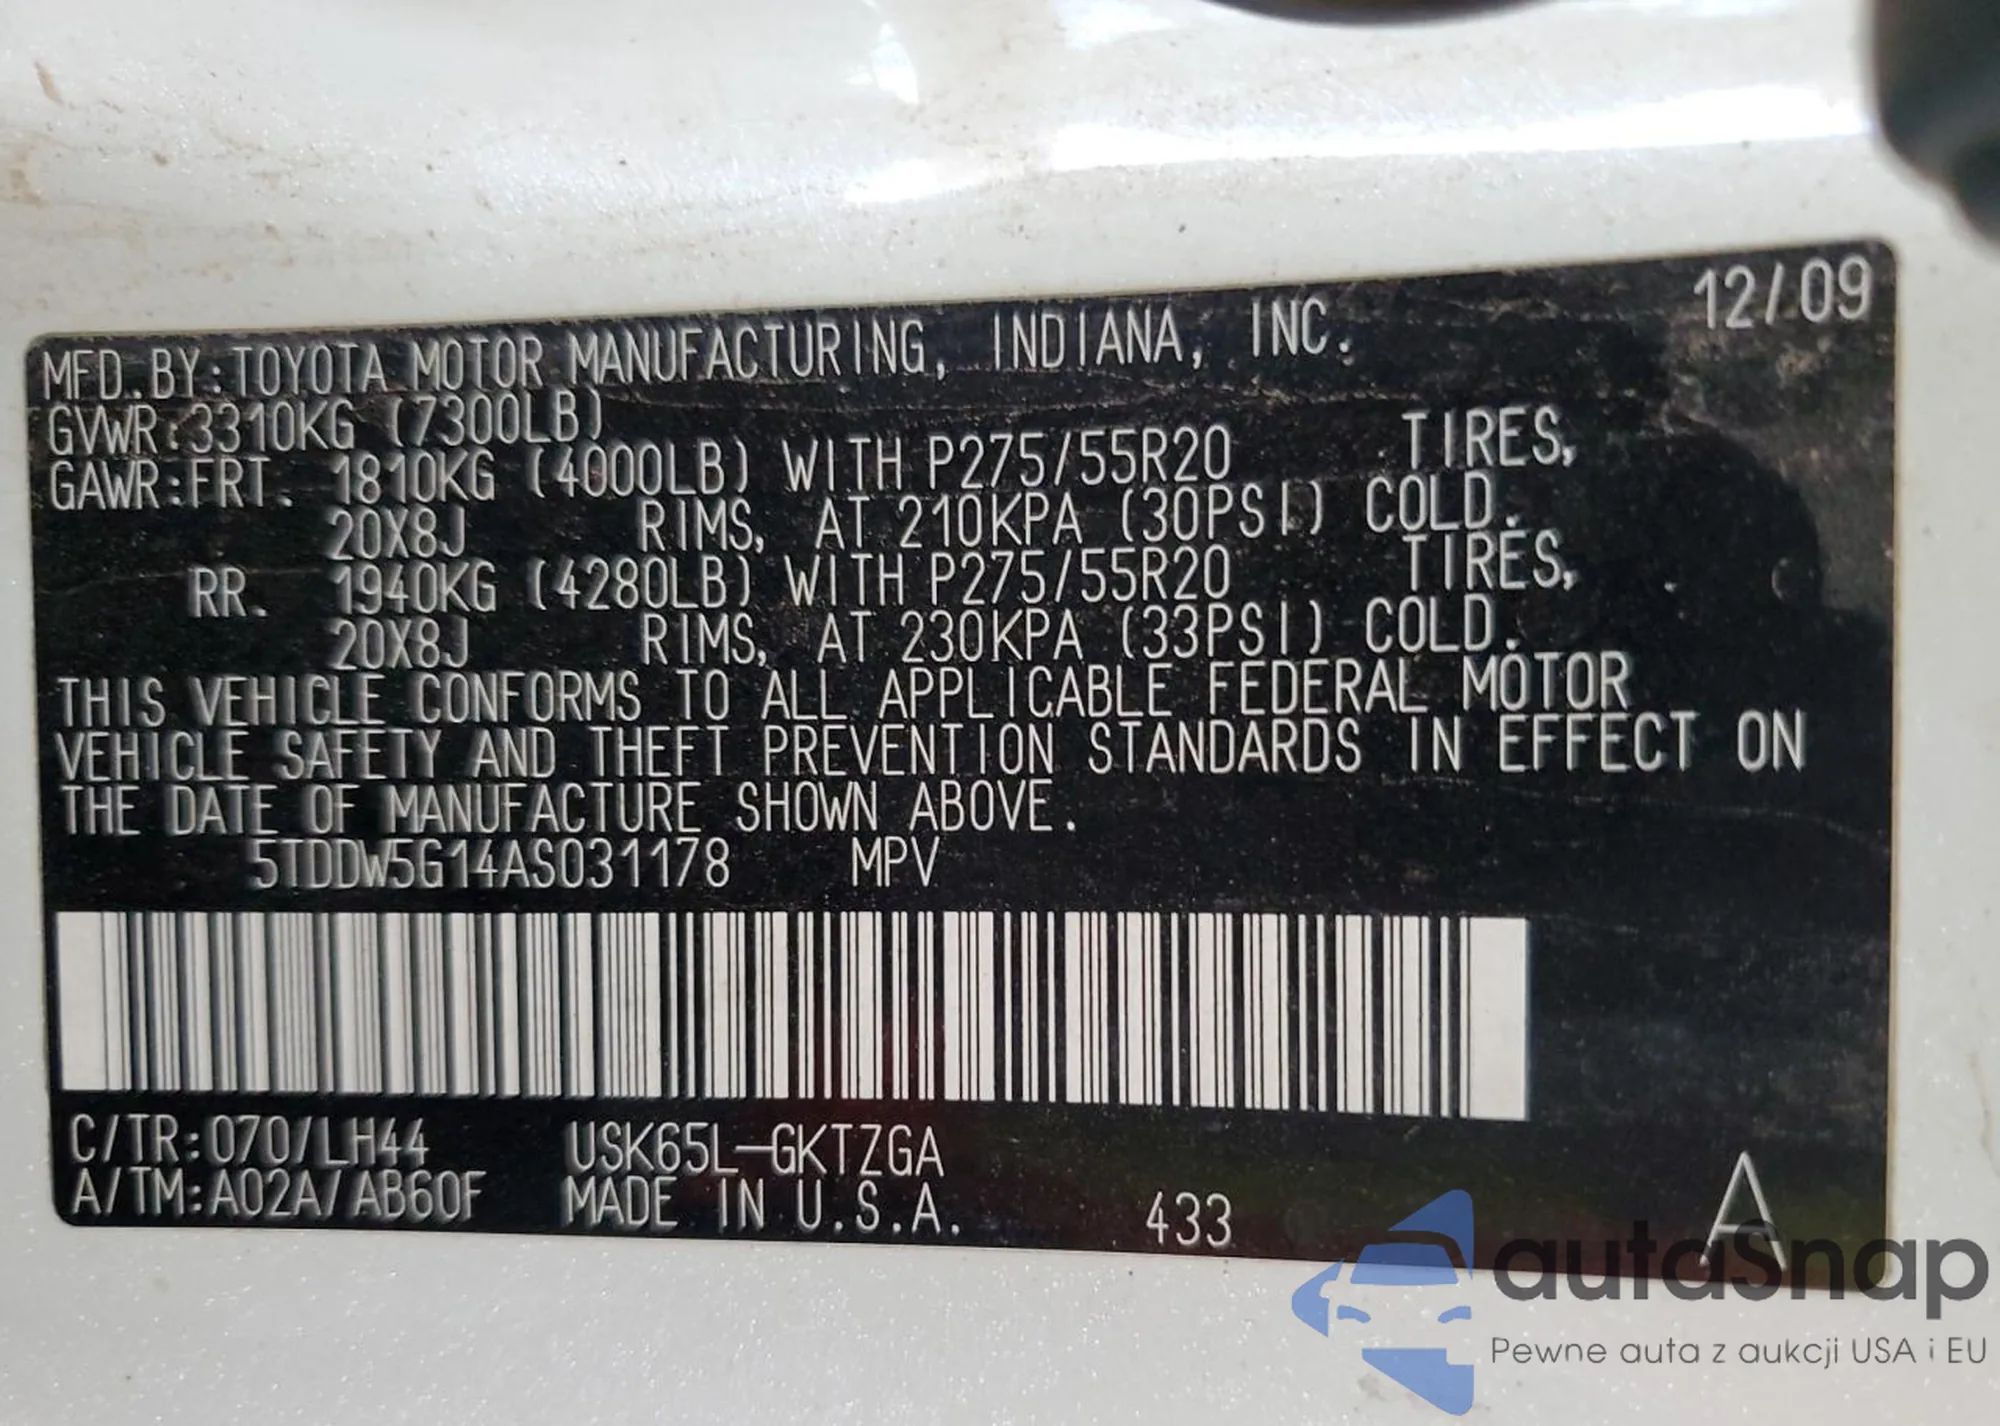 12/09
MFD. BY: TOYOTA MOTOR MANUFACTURING, INDIANA, INC.
GVWR: 3310KG (7300LB)
GAWR: FRT. 1810KG (4000LB) WITH P275/55R20 TIRES,
20X8J RIMS, AT 210KPA (30PSI) COLD.
RR. 1940KG (4280LB) WITH P275/55R20 TIRES,
20X8J RIMS, AT 230KPA (33PSI) COLD.
THIS VEHICLE CONFORMS TO ALL APPLICABLE FEDERAL MOTOR
VEHICLE SAFETY AND THEFT PREVENTION STANDARDS IN EFFECT ON
THE DATE OF MANUFACTURE SHOWN ABOVE.
5TDDW5G14AS031178 MPV
C/TR: 070/LH44 USK65L-GKTZGA
A/TM: A02A/AB60F MADE IN U.S.A. 433 A
autaSnap
Pewne auta z aukcji USA i EU